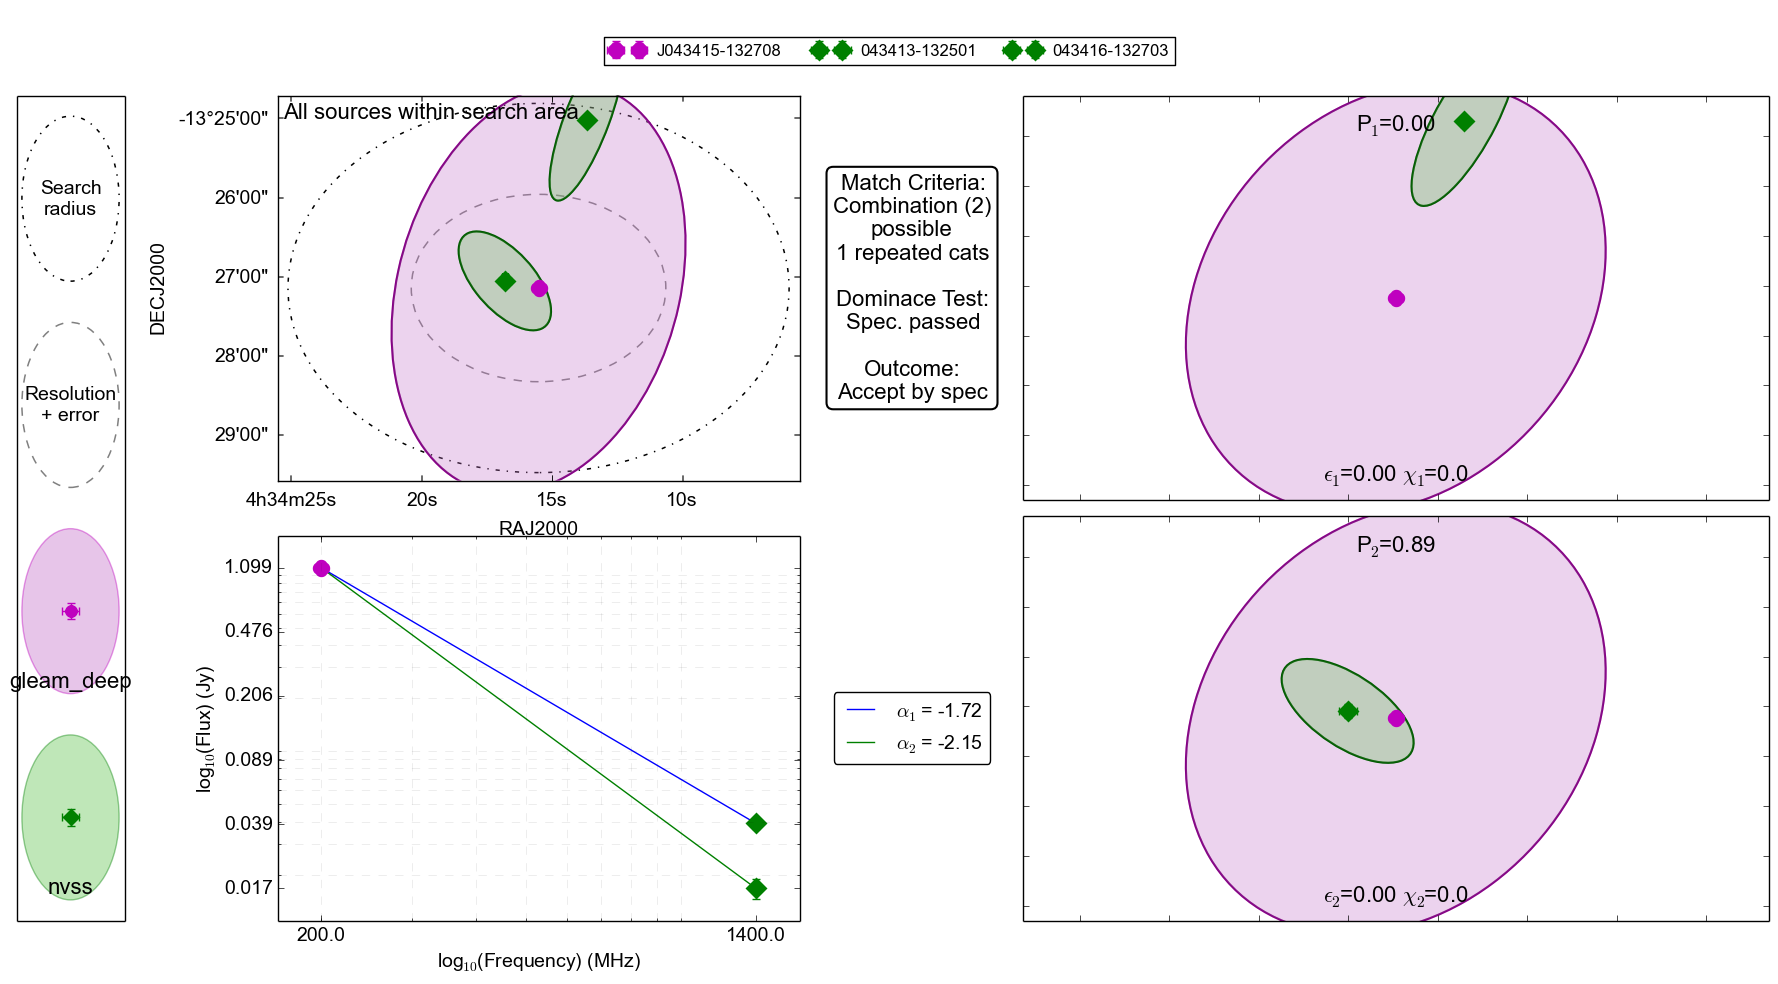 J043415-132708 043413-132501 043416-132703
Search
radius
Resolution
+ error
gleam_deep
nvss
All sources within search area
DECJ2000
-13°25'00"
26'00"
27'00"
28'00"
29'00"
4h34m25s 20s 15s 10s
RAJ2000
Match Criteria:
Combination (2)
possible
1 repeated cats
Dominace Test:
Spec. passed
Outcome:
Accept by spec
P1=0.00
ϵ1=0.00 χ1=0.0
P2=0.89
ϵ2=0.00 χ2=0.0
log10(Flux) (Jy)
1.099
0.476
0.206
0.089
0.039
0.017
200.0 1400.0
log10(Frequency) (MHz)
α1 = -1.72
α2 = -2.15